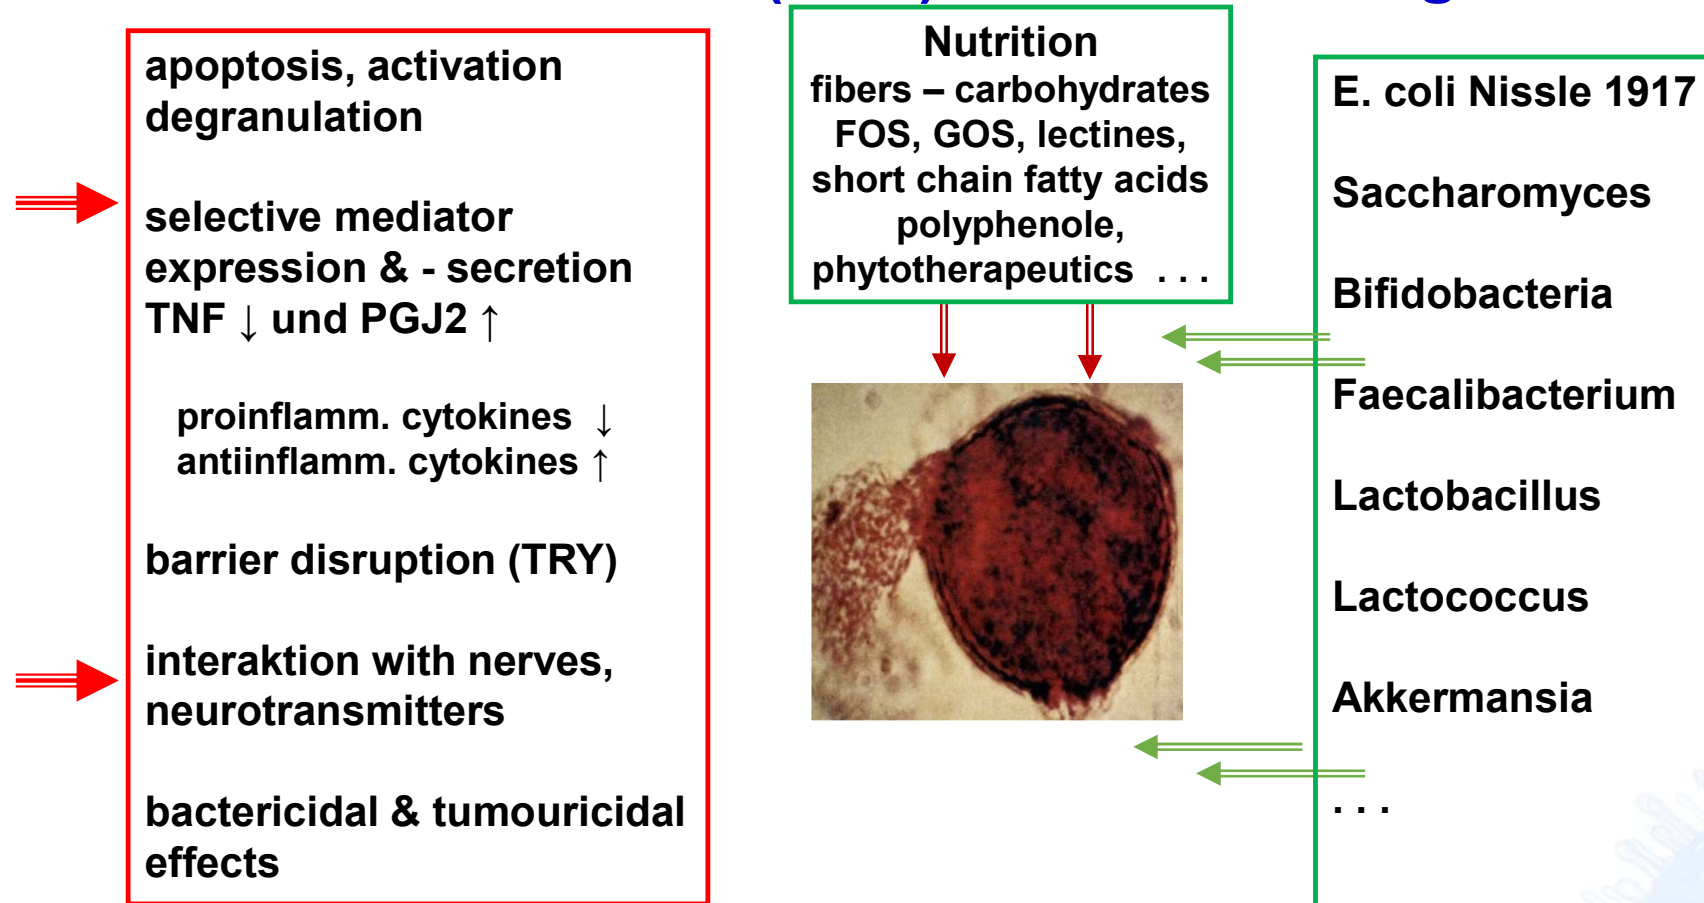 apoptosis, activation
degranulation
selective mediator
expression & - secretion
TNF ↓ und PGJ2 ↑
proinflamm. cytokines ↓
antiinflamm. cytokines ↑
barrier disruption (TRY)
interaktion with nerves,
neurotransmitters
bactericidal & tumouricidal
effects
Nutrition
fibers – carbohydrates
FOS, GOS, lectines,
short chain fatty acids
polyphenole,
phytotherapeutics . . .
E. coli Nissle 1917
Saccharomyces
Bifidobacteria
Faecalibacterium
Lactobacillus
Lactococcus
Akkermansia
. . .